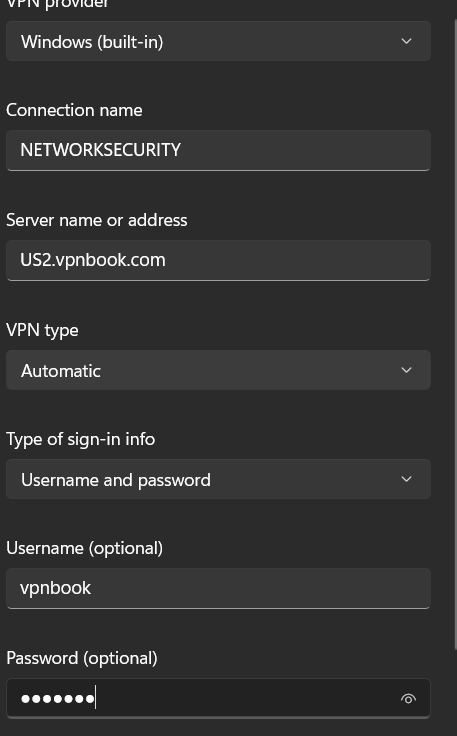 VPN provider
Windows (built-in)
Connection name
NETWORKSECURITY
Server name or address
US2.vpnbook.com
VPN type
Automatic
Type of sign-in info
Username and password
Username (optional)
vpnbook
Password (optional)
●●●●●●●